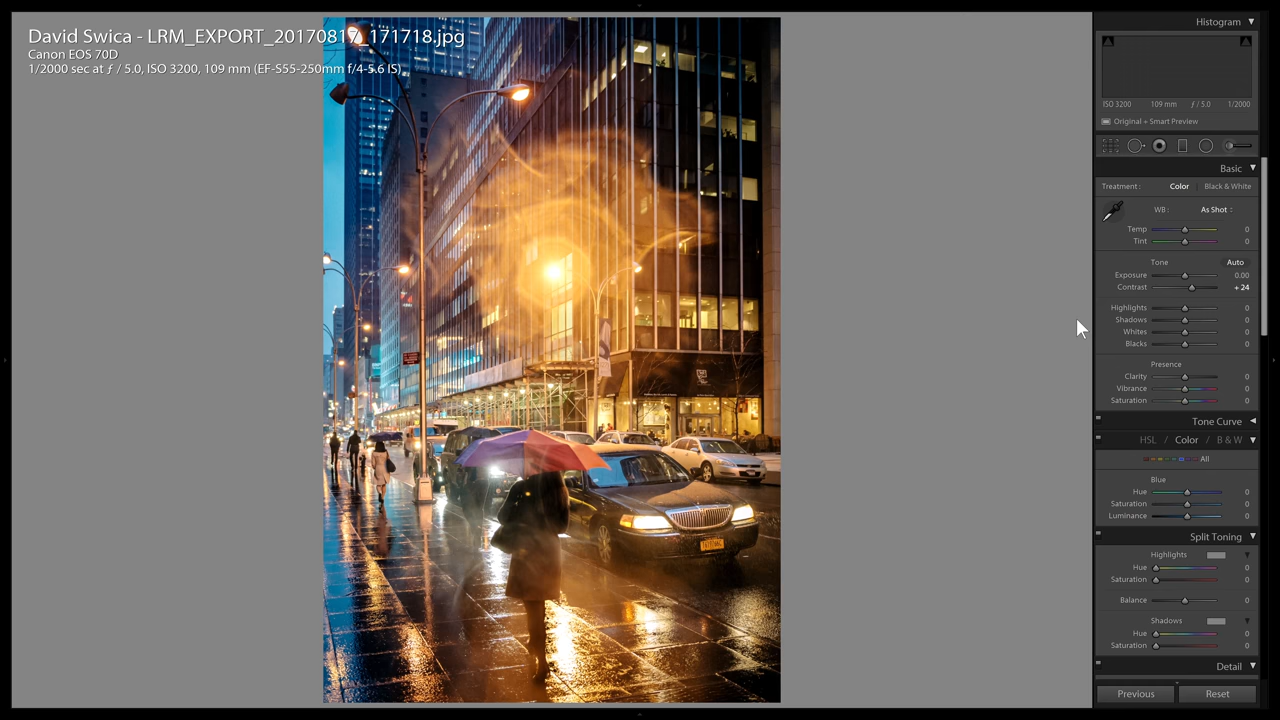 David Swica - LRM_EXPORT_20170817_171718.jpg
Canon EOS 70D
1/2000 sec at ƒ / 5.0, ISO 3200, 109 mm (EF-S55-250mm f/4-5.6 IS)
Histogram
ISO 3200 109 mm ƒ / 5.0 1/2000
Original + Smart Preview
Basic
Treatment : Color Black & White
WB : As Shot
Temp 0
Tint 0
Tone Auto
Exposure 0.00
Contrast + 24
Highlights 0
Shadows 0
Whites 0
Blacks 0
Presence
Clarity 0
Vibrance 0
Saturation 0
Tone Curve
HSL / Color / B & W
All
Blue
Hue 0
Saturation 0
Luminance 0
Split Toning
Highlights
Hue 0
Saturation 0
Balance 0
Shadows
Hue 0
Saturation 0
Detail
Previous Reset